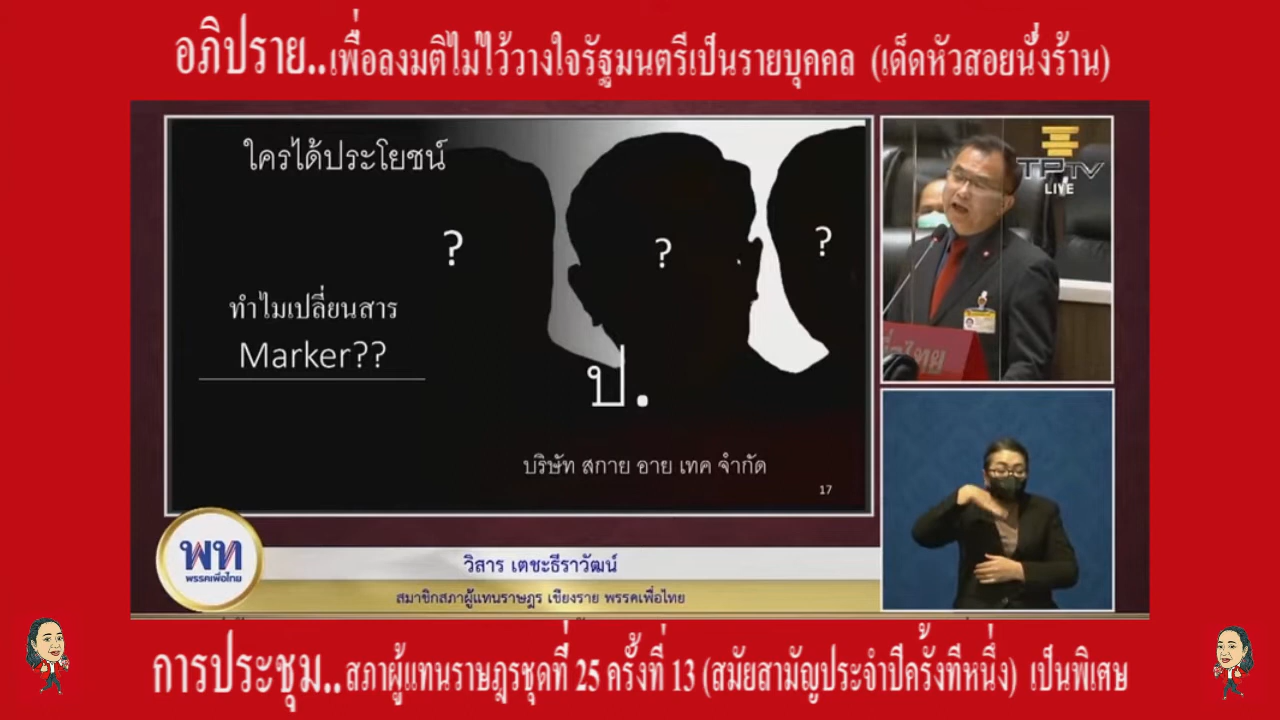 อภิปราย..เพื่อลงมติไม่ไว้วางใจรัฐมนตรีเป็นรายบุคคล (เด็ดหัวสอยนั่งร้าน)
ใครได้ประโยชน์
?
?
?
ทำไมเปลี่ยนสาร
Marker??
ป.
บริษัท สกาย อาย เทค จำกัด
17
TPTV
LIVE
พท
พรรคเพื่อไทย
วิสาร เตชะธีราวัฒน์
สมาชิกสภาผู้แทนราษฎร เชียงราย พรรคเพื่อไทย
การประชุม..สภาผู้แทนราษฎรชุดที่ 25 ครั้งที่ 13 (สมัยสามัญประจำปีครั้งที่หนึ่ง) เป็นพิเศษ